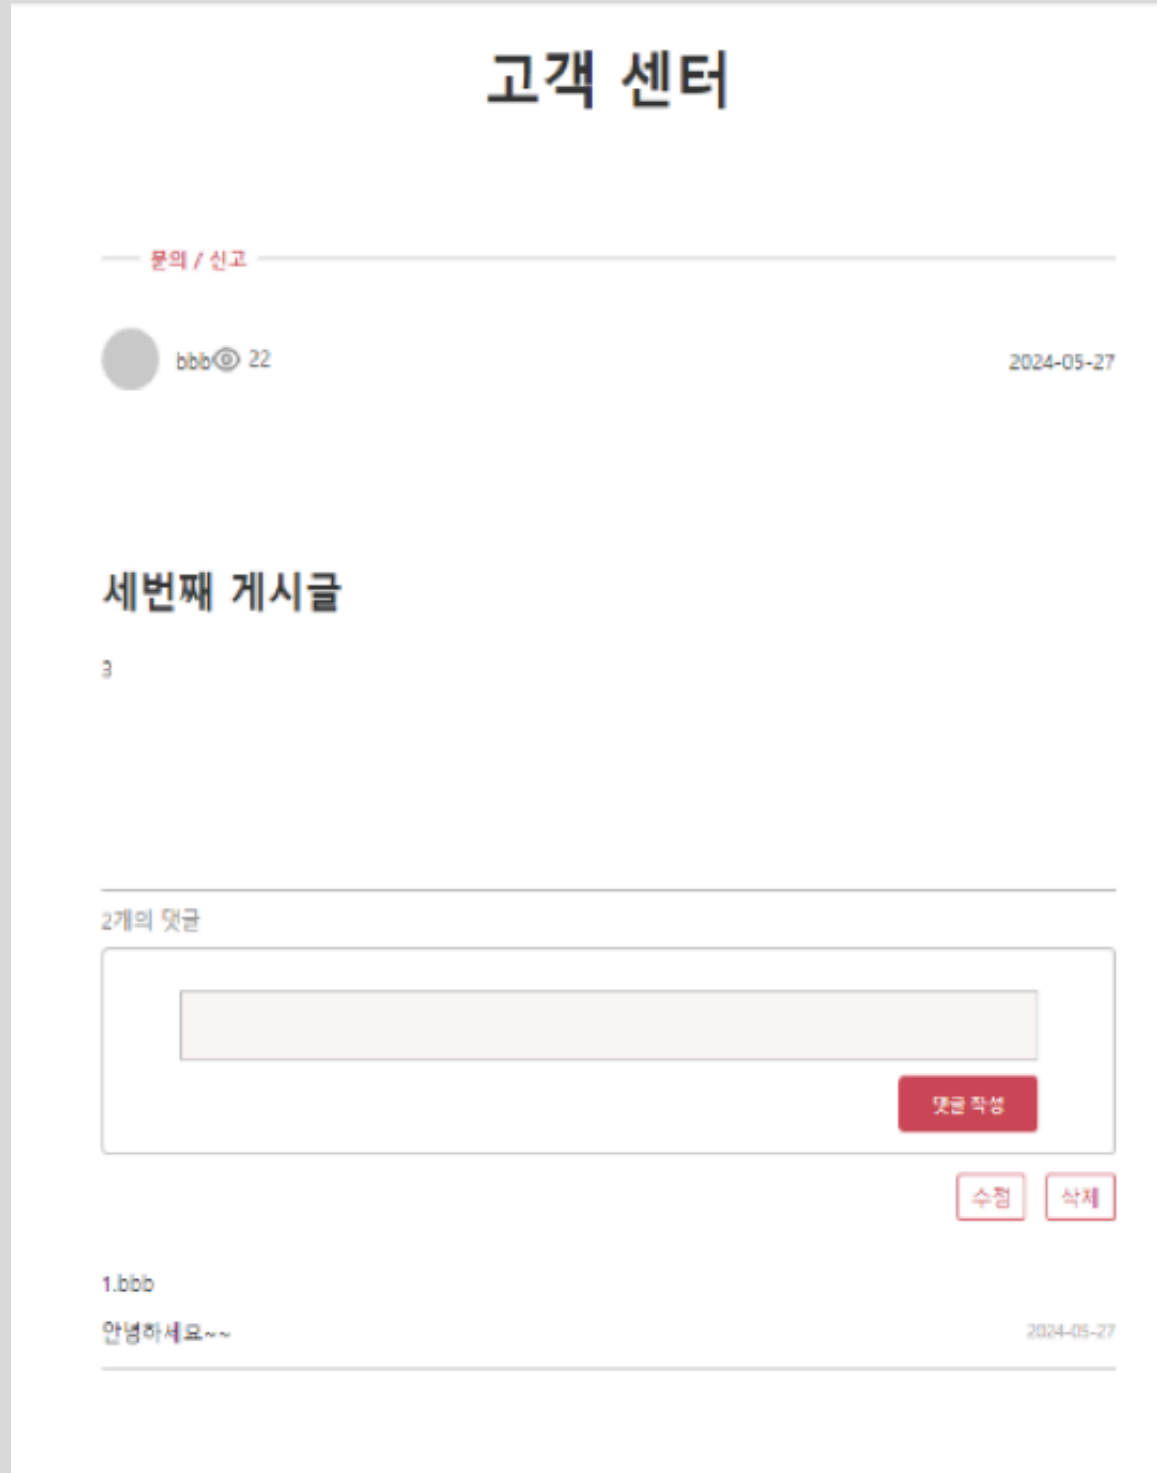 고객 센터
문의 / 신고
bbb 22
2024-05-27
세번째 게시글
3
2개의 댓글
댓글 작성
수정 삭제
1.bbb
안녕하세요~~
2024-05-27